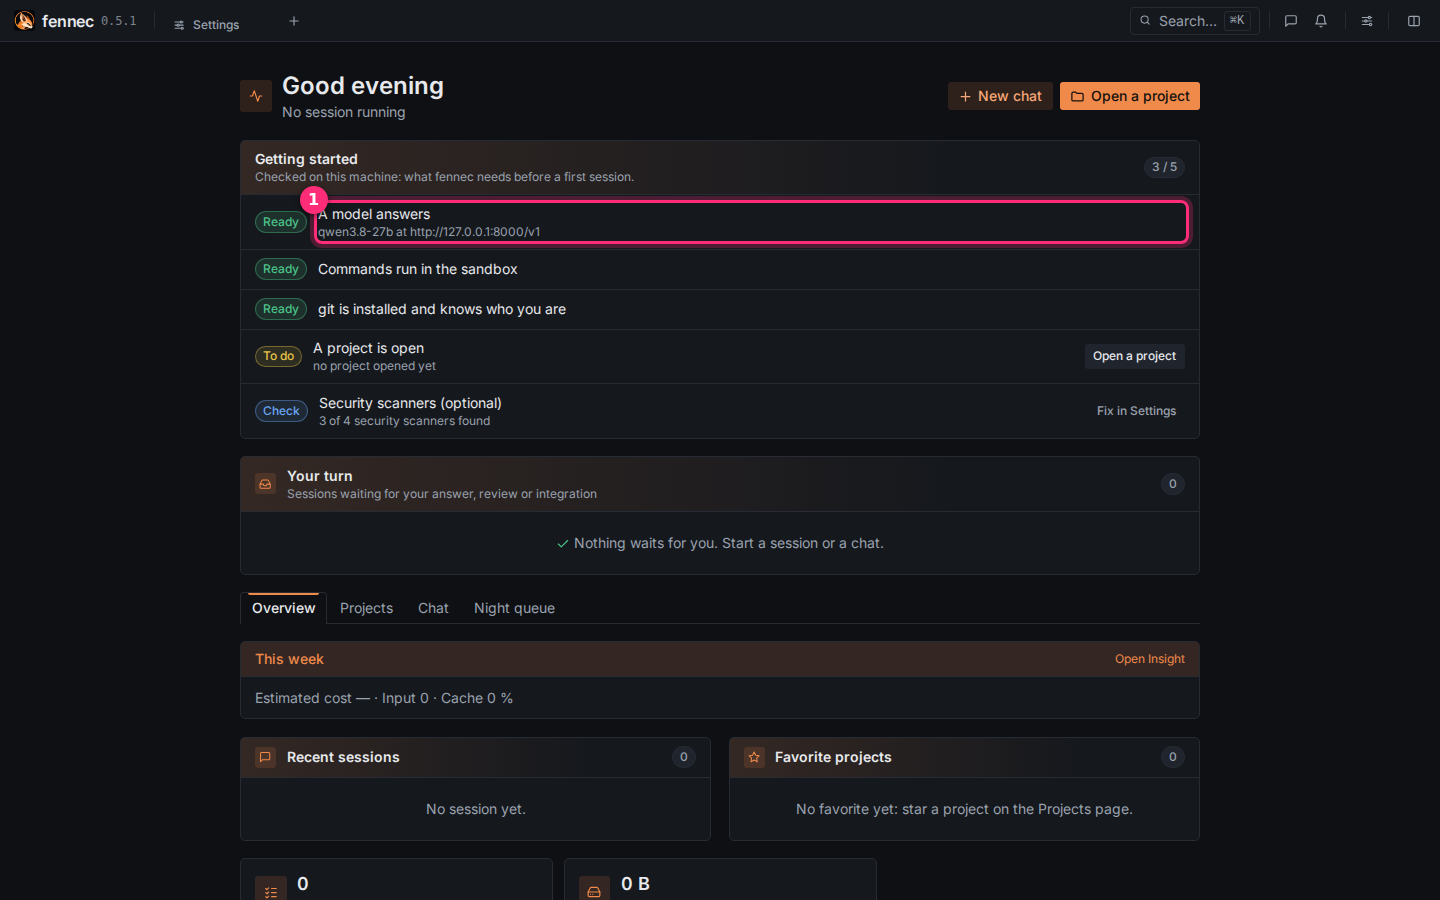 fennec 0.5.1
Settings
Search... ⌘K
Good evening
No session running
New chat
Open a project
Getting started
Checked on this machine: what fennec needs before a first session.
3 / 5
1
Ready
A model answers
qwen3.8-27b at http://127.0.0.1:8000/v1
Ready
Commands run in the sandbox
Ready
git is installed and knows who you are
To do
A project is open
no project opened yet
Open a project
Check
Security scanners (optional)
3 of 4 security scanners found
Fix in Settings
Your turn
Sessions waiting for your answer, review or integration
0
Nothing waits for you. Start a session or a chat.
Overview
Projects
Chat
Night queue
This week
Open Insight
Estimated cost — · Input 0 · Cache 0 %
Recent sessions
0
No session yet.
Favorite projects
0
No favorite yet: star a project on the Projects page.
0
0 B